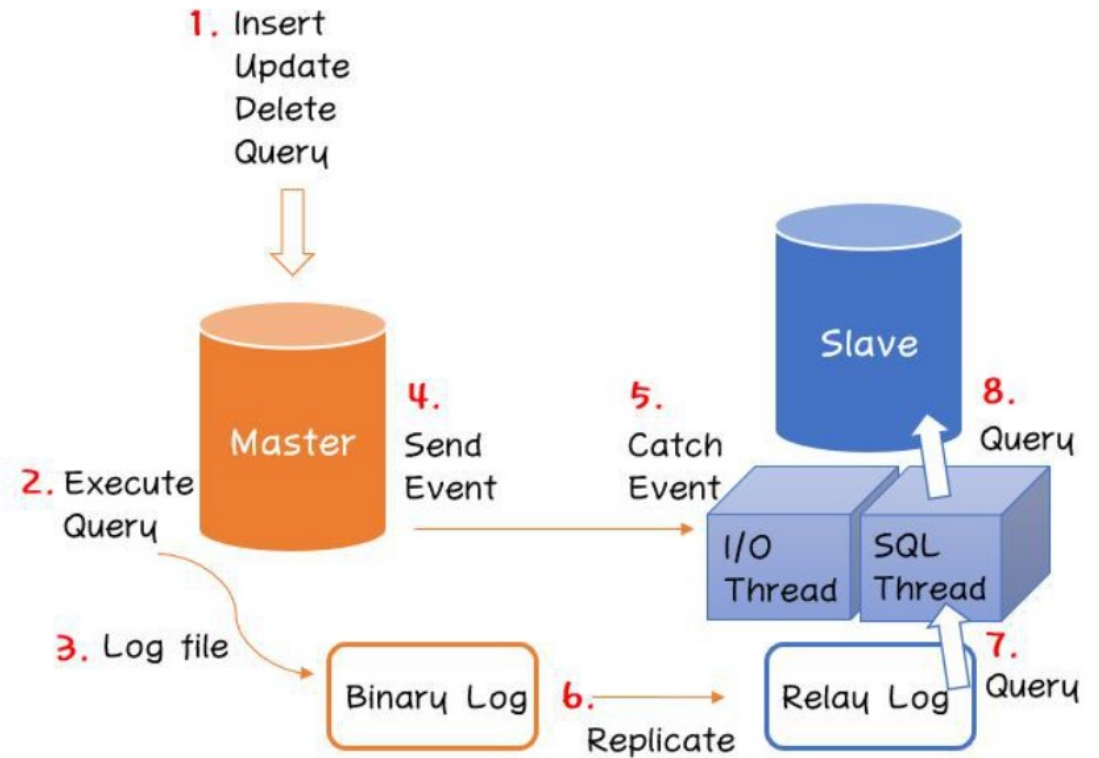 1. Insert
Update
Delete
Query
Master
2. Execute
Query
3. Log file
Binary Log
4.
Send
Event
5.
Catch
Event
6.
Replicate
Slave
I/O
Thread
SQL
Thread
Relay Log
7.
Query
8.
Query